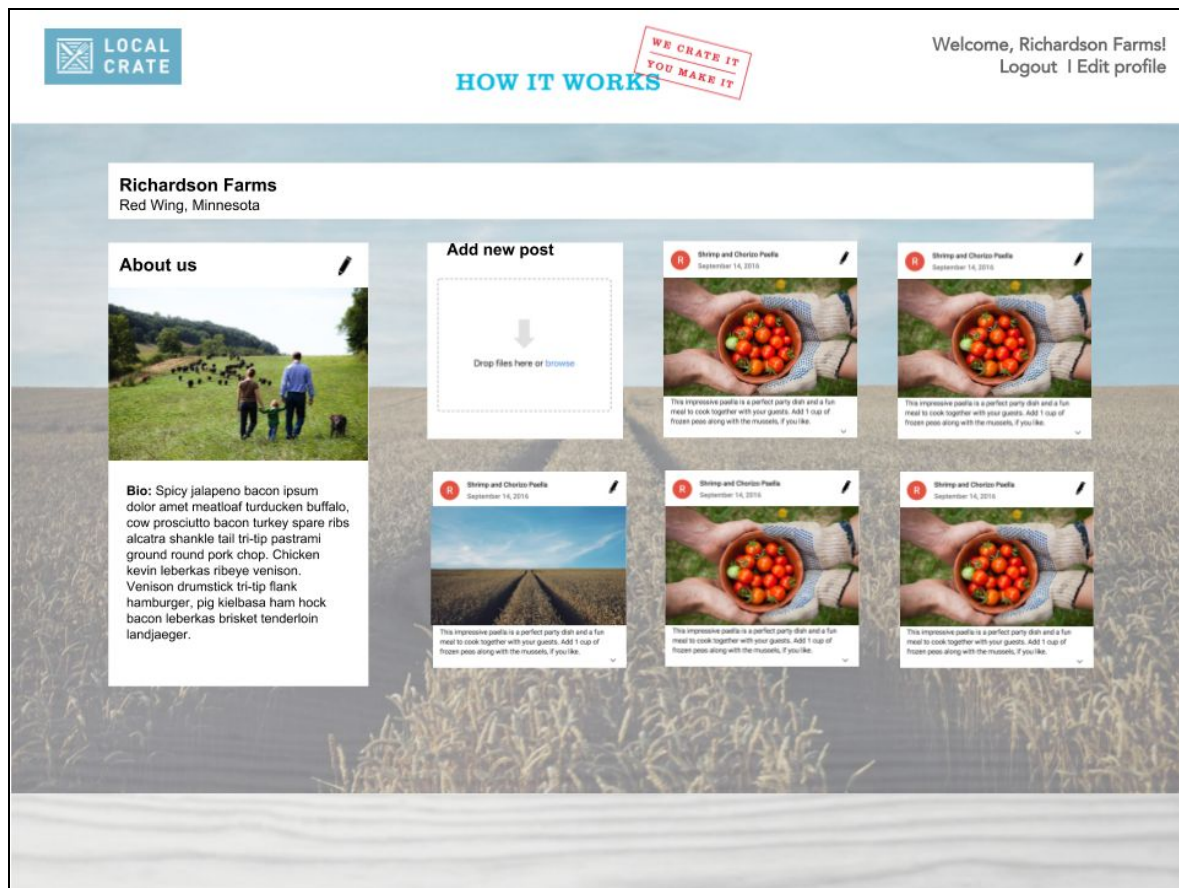 LOCAL
CRATE
HOW IT WORKS
WE CRATE IT
YOU MAKE IT
Welcome, Richardson Farms!
Logout | Edit profile
Richardson Farms
Red Wing, Minnesota
About us
Bio: Spicy jalapeno bacon ipsum
dolor amet meatloaf turducken buffalo,
cow prosciutto bacon turkey spare ribs
alcatra shankle tail tri-tip pastrami
ground round pork chop. Chicken
kevin leberkas ribeye venison.
Venison drumstick tri-tip flank
hamburger, pig kielbasa ham hock
bacon leberkas brisket tenderloin
landjaeger.
Add new post
Drop files here or browse
R
Shrimp and Chorizo Paella
September 14, 2016
This impressive paella is a perfect party dish and a fun
meal to cook together with your guests. Add 1 cup of
frozen peas along with the mussels, if you like.
R
Shrimp and Chorizo Paella
September 14, 2016
This impressive paella is a perfect party dish and a fun
meal to cook together with your guests. Add 1 cup of
frozen peas along with the mussels, if you like.
R
Shrimp and Chorizo Paella
September 14, 2016
This impressive paella is a perfect party dish and a fun
meal to cook together with your guests. Add 1 cup of
frozen peas along with the mussels, if you like.
R
Shrimp and Chorizo Paella
September 14, 2016
This impressive paella is a perfect party dish and a fun
meal to cook together with your guests. Add 1 cup of
frozen peas along with the mussels, if you like.
R
Shrimp and Chorizo Paella
September 14, 2016
This impressive paella is a perfect party dish and a fun
meal to cook together with your guests. Add 1 cup of
frozen peas along with the mussels, if you like.